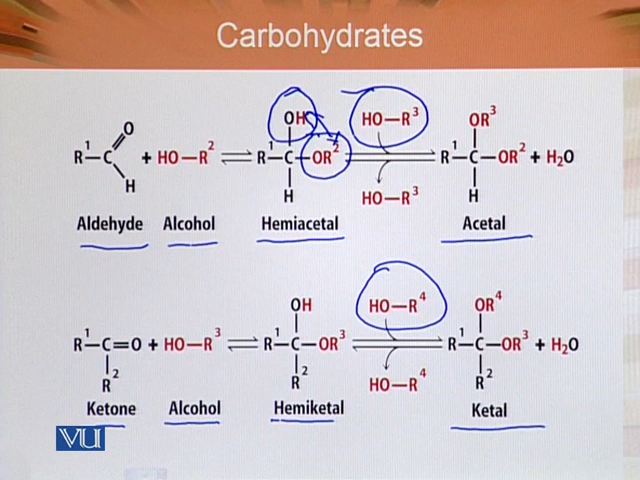 Carbohydrates
R¹—C=O H + HO—R² ⇌ R¹—C—OR² OH H HO—R³ HO—R³ R¹—C—OR² OR³ H + H₂O
Aldehyde Alcohol Hemiacetal Acetal
R¹—C=O R² + HO—R³ ⇌ R¹—C—OR³ OH R² HO—R⁴ HO—R⁴ R¹—C—OR³ OR⁴ R² + H₂O
Ketone Alcohol Hemiketal Ketal
VU